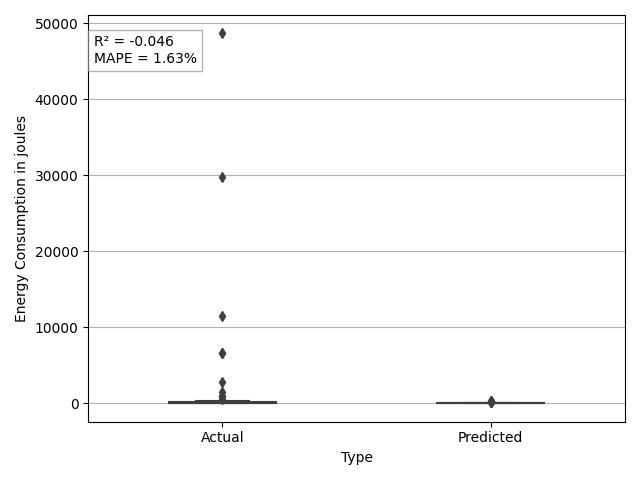 50000
R² = -0.046
MAPE = 1.63%
40000
30000
20000
10000
0
Energy Consumption in joules
Actual
Predicted
Type